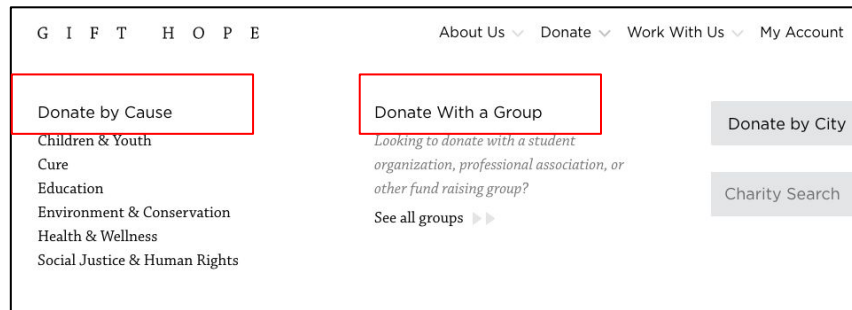 GIFT HOPE
About Us Donate Work With Us My Account
Donate by Cause
Children & Youth
Cure
Education
Environment & Conservation
Health & Wellness
Social Justice & Human Rights
Donate With a Group
Looking to donate with a student
organization, professional association, or
other fund raising group?
See all groups
Donate by City
Charity Search